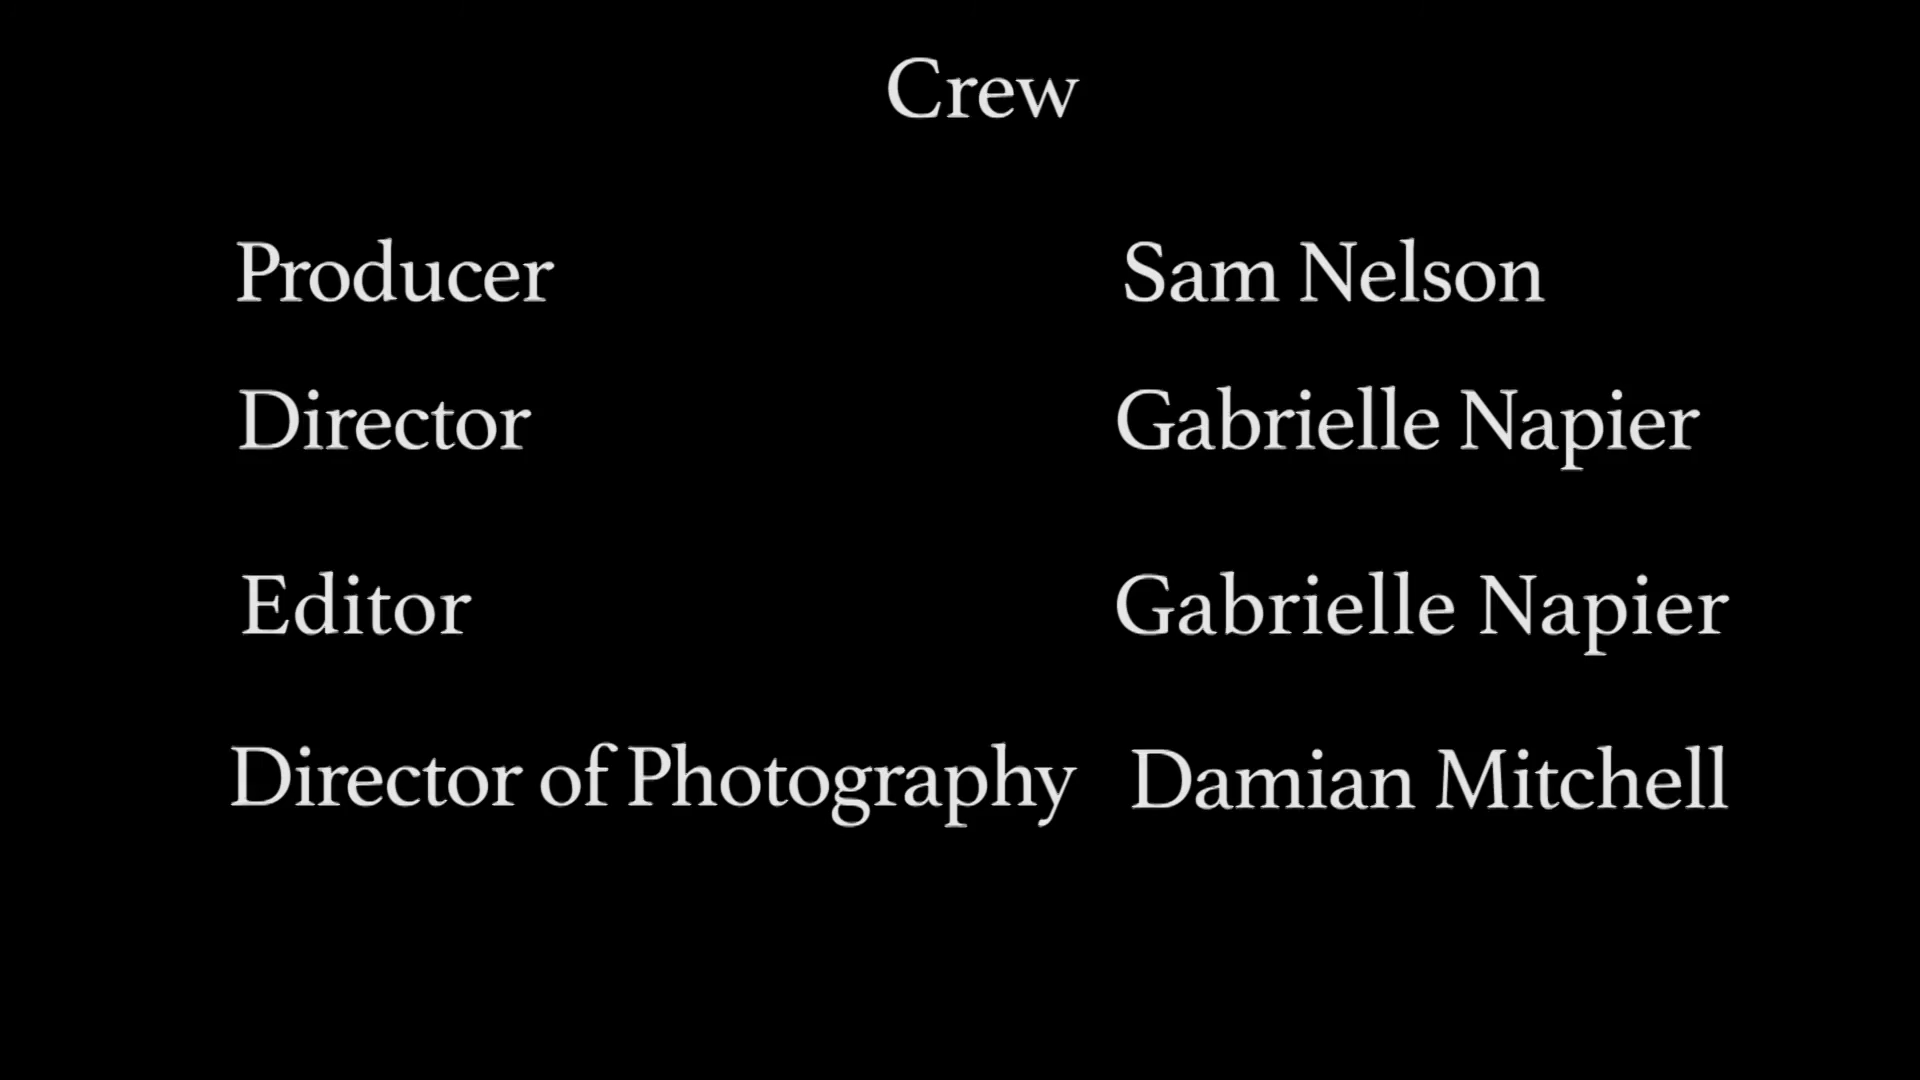 Crew
Producer Sam Nelson
Director Gabrielle Napier
Editor Gabrielle Napier
Director of Photography Damian Mitchell